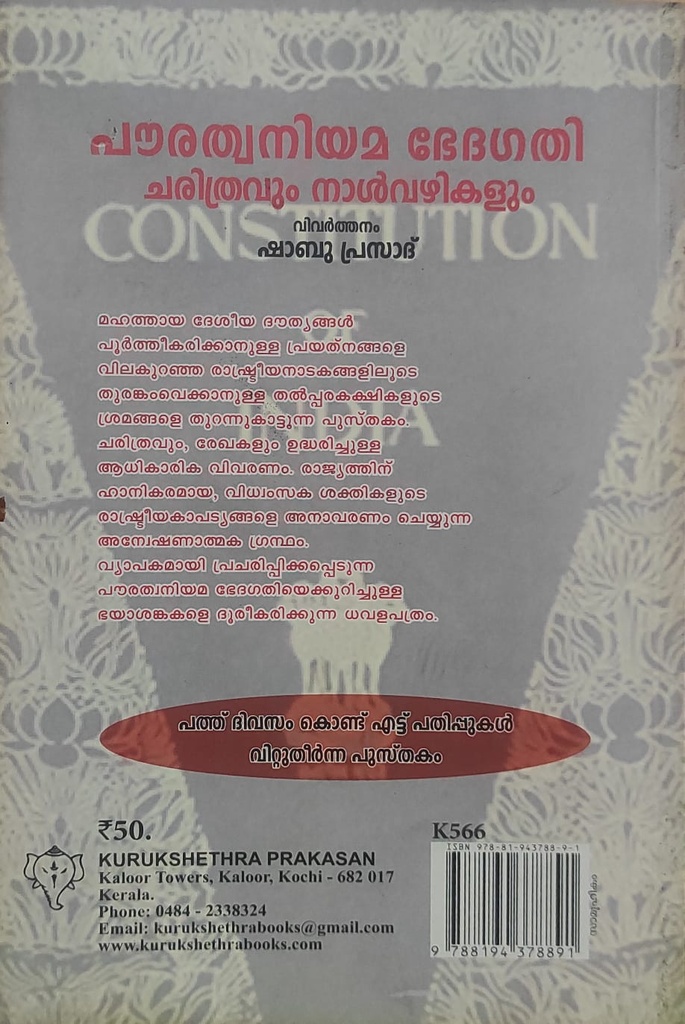 പൗരത്വനിയമ ഭേദഗതി
ചരിത്രവും നാൾവഴികളും
CONSTITUTION
വിവർത്തനം
ഷാബു പ്രസാദ്
OF
INDIA
മഹത്തായ ദേശീയ ദൗത്യങ്ങൾ
പൂർത്തീകരിക്കാനുള്ള പ്രയത്നങ്ങളെ
വിലകുറഞ്ഞ രാഷ്ട്രീയനാടകങ്ങളിലൂടെ
തുരങ്കംവെക്കാനുള്ള തൽപ്പരകക്ഷികളുടെ
ശ്രമങ്ങളെ തുറന്നുകാട്ടുന്ന പുസ്തകം.
ചരിത്രവും, രേഖകളും ഉദ്ധരിച്ചുള്ള
ആധികാരിക വിവരണം. രാജ്യത്തിന്
ഹാനികരമായ, വിധ്വംസക ശക്തികളുടെ
രാഷ്ട്രീയകാപട്യങ്ങളെ അനാവരണം ചെയ്യുന്ന
അന്വേഷണാത്മക ഗ്രന്ഥം.
വ്യാപകമായി പ്രചരിപ്പിക്കപ്പെടുന്ന
പൗരത്വനിയമ ഭേദഗതിയെക്കുറിച്ചുള്ള
ഭയാശങ്കകളെ ദൂരീകരിക്കുന്ന ധവളപത്രം.
പത്ത് ദിവസം കൊണ്ട് എട്ട് പതിപ്പുകൾ
വിറ്റുതീർന്ന പുസ്തകം
₹50.
KURUKSHETHRA PRAKASAN
Kaloor Towers, Kaloor, Kochi - 682 017
Kerala.
Phone: 0484 - 2338324
Email: kurukshethrabooks@gmail.com
www.kurukshethrabooks.com
K566
ISBN 978-81-943788-9-1
9 788194 378891
സാമൂഹികം